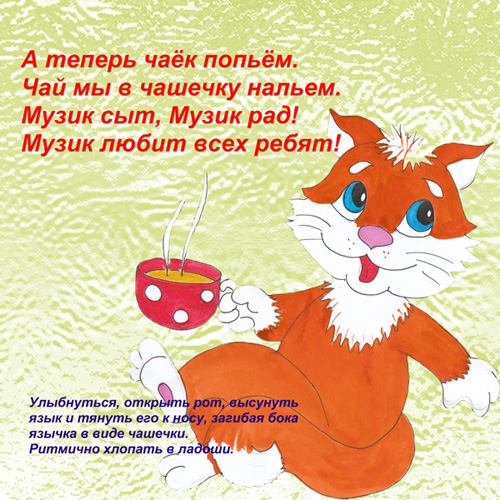 А теперь чаёк попьём.
Чай мы в чашечку нальем.
Музик сыт, Музик рад!
Музик любит всех ребят!
Улыбнуться, открыть рот, высунуть
язык и тянуть его к носу, загибая бока
язычка в виде чашечки.
Ритмично хлопать в ладоши.